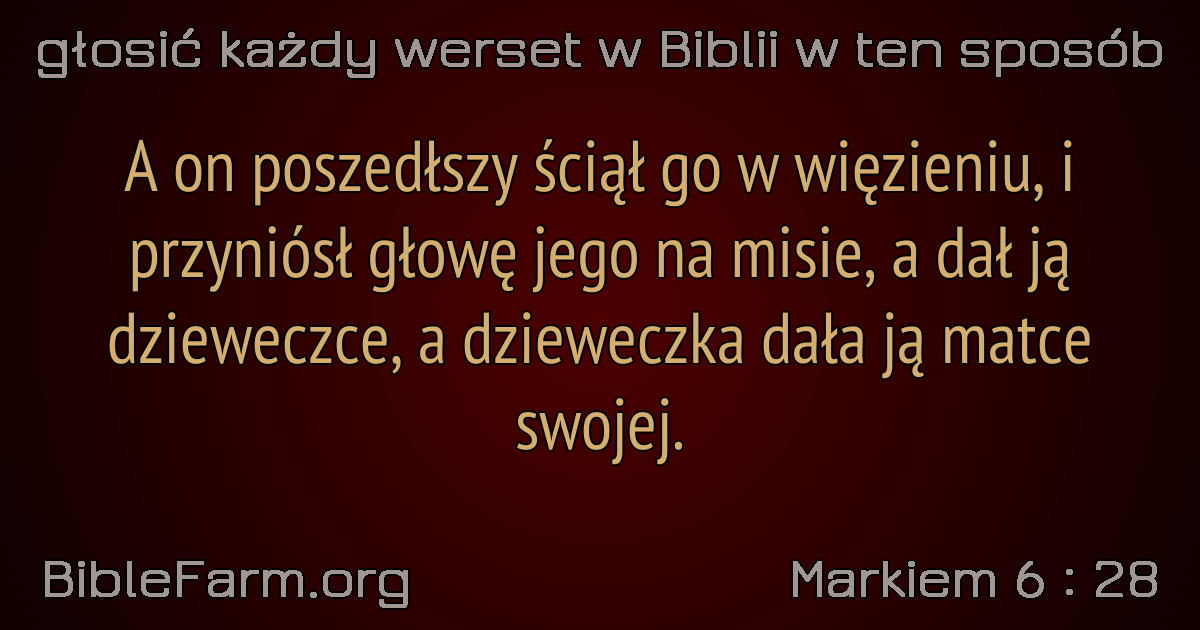 głosić każdy werset w Biblii w ten sposób
A on poszedłszy ściął go w więzieniu, i
przyniósł głowę jego na misie, a dał ją
dzieweczce, a dzieweczka dała ją matce
swojej.
BibleFarm.org
Markiem 6 : 28